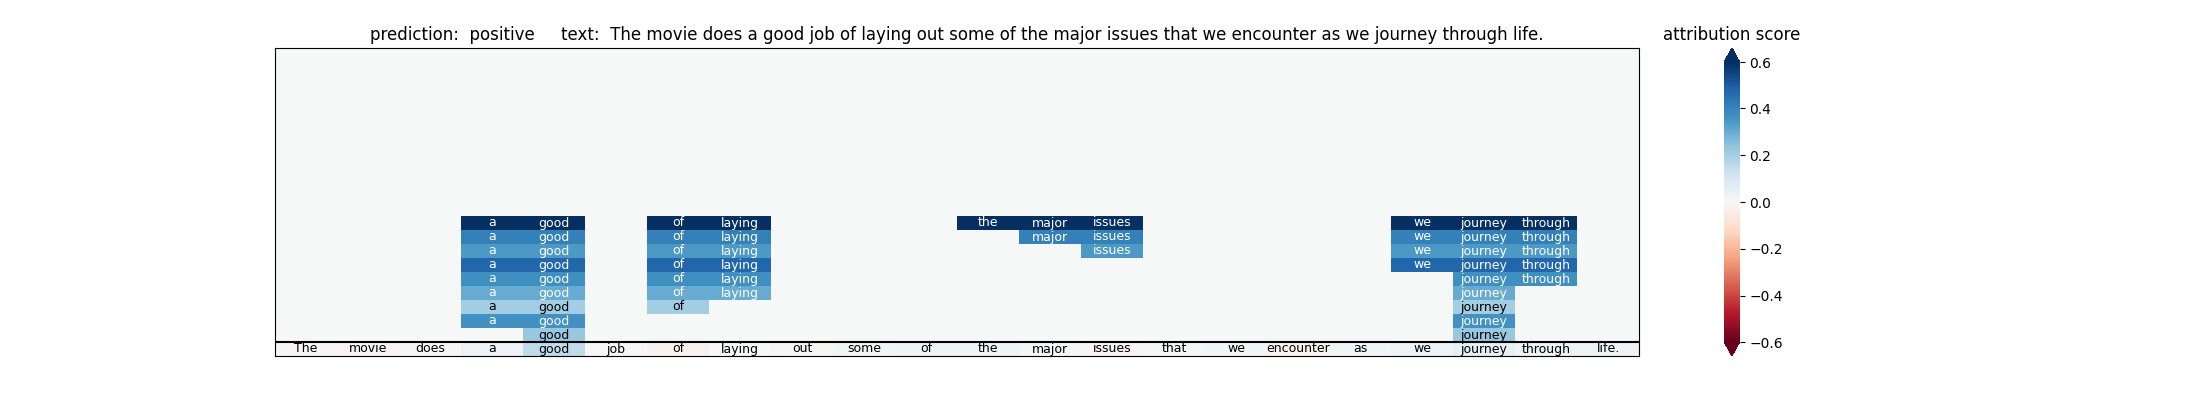 prediction: positive text: The movie does a good job of laying out some of the major issues that we encounter as we journey through life. attribution score
0.6
a good of laying the major issues we journey through
a good of laying major issues we journey through
0.4
a good of laying issues we journey through
a good of laying we journey through
0.2
a good of laying journey through
a good of laying journey
0.0
a good of journey
a good journey
−0.2
good journey
The movie does a good job of laying out some of the major issues that we encounter as we journey through life.
−0.4
−0.6